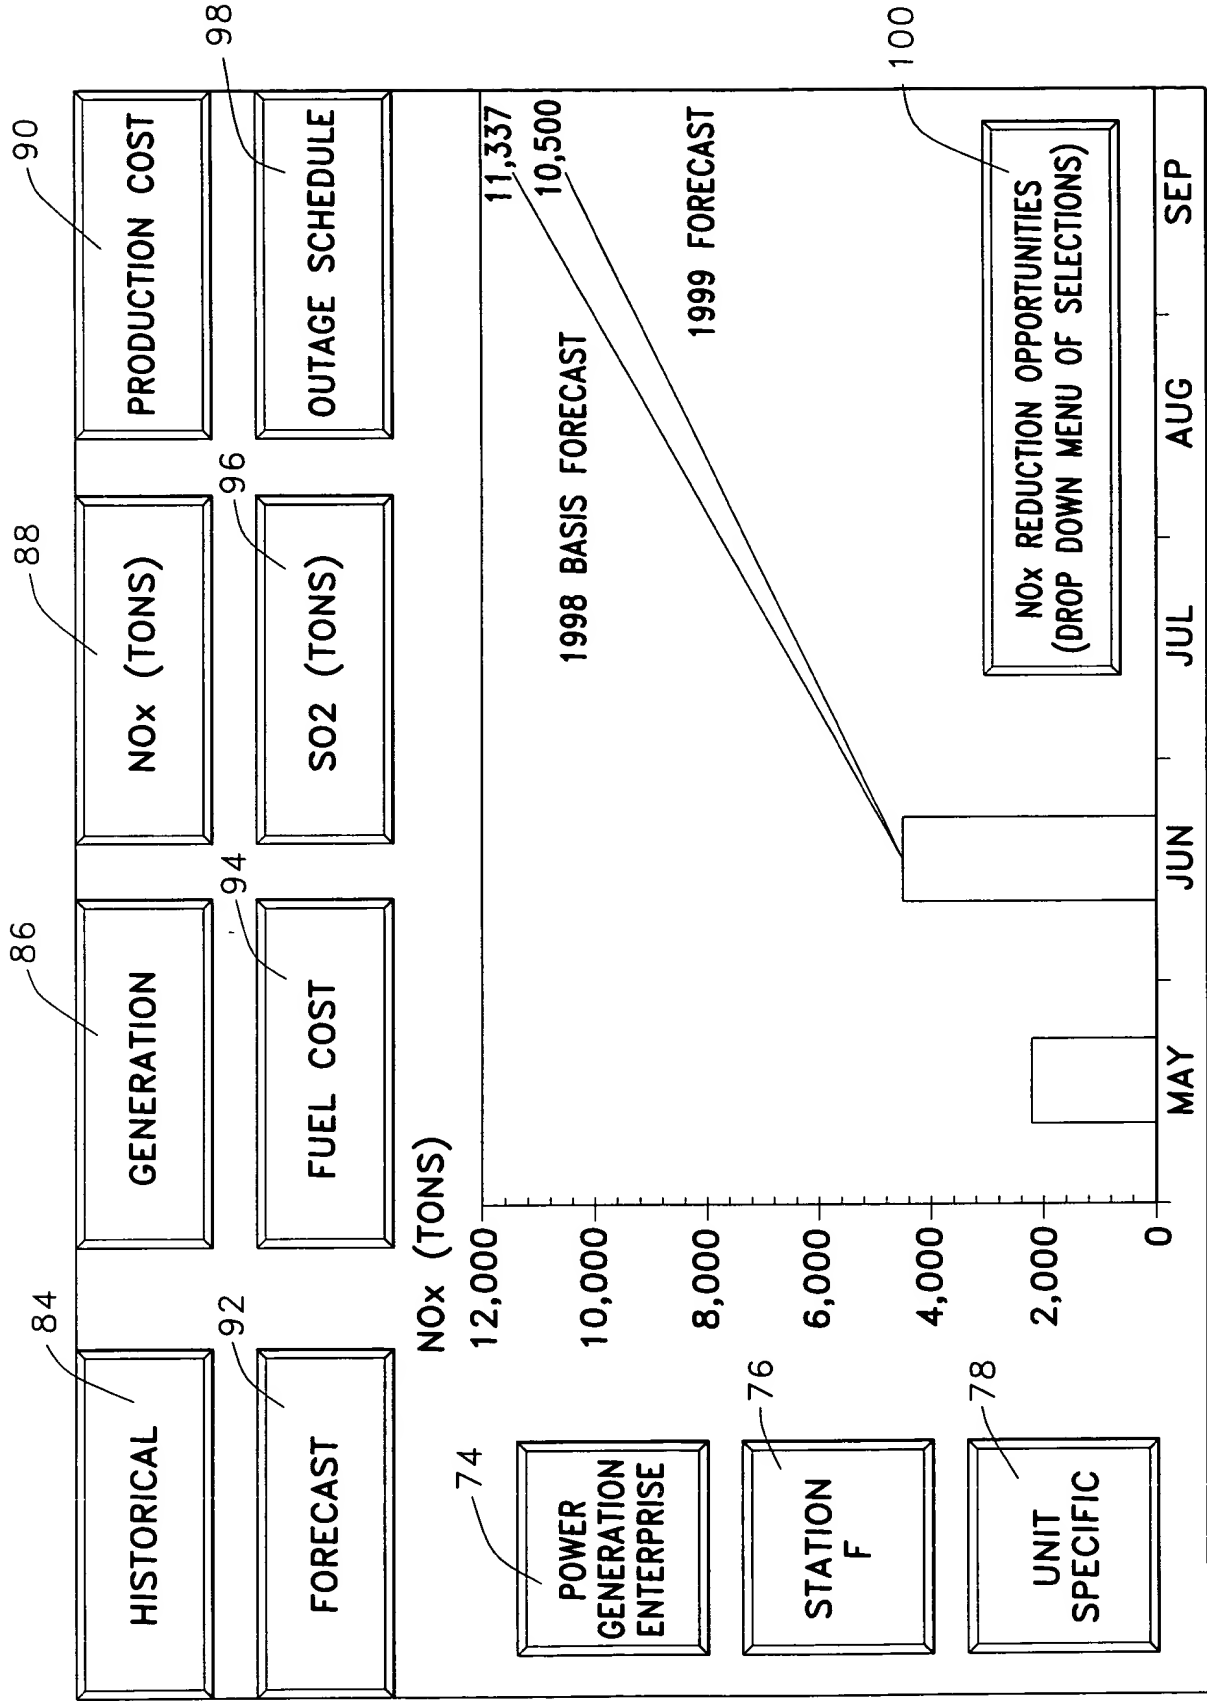 84
HISTORICAL
86
GENERATION
88
NOx (TONS)
90
PRODUCTION COST
92
FORECAST
94
FUEL COST
96
SO2 (TONS)
98
OUTAGE SCHEDULE
NOx (TONS)
74
POWER
GENERATION
ENTERPRISE
76
STATION
F
78
UNIT
SPECIFIC
12,000
10,000
8,000
6,000
4,000
2,000
0
11,337
10,500
1998 BASIS FORECAST
1999 FORECAST
100
NOx REDUCTION OPPORTUNITIES
(DROP DOWN MENU OF SELECTIONS)
MAY
JUN
JUL
AUG
SEP